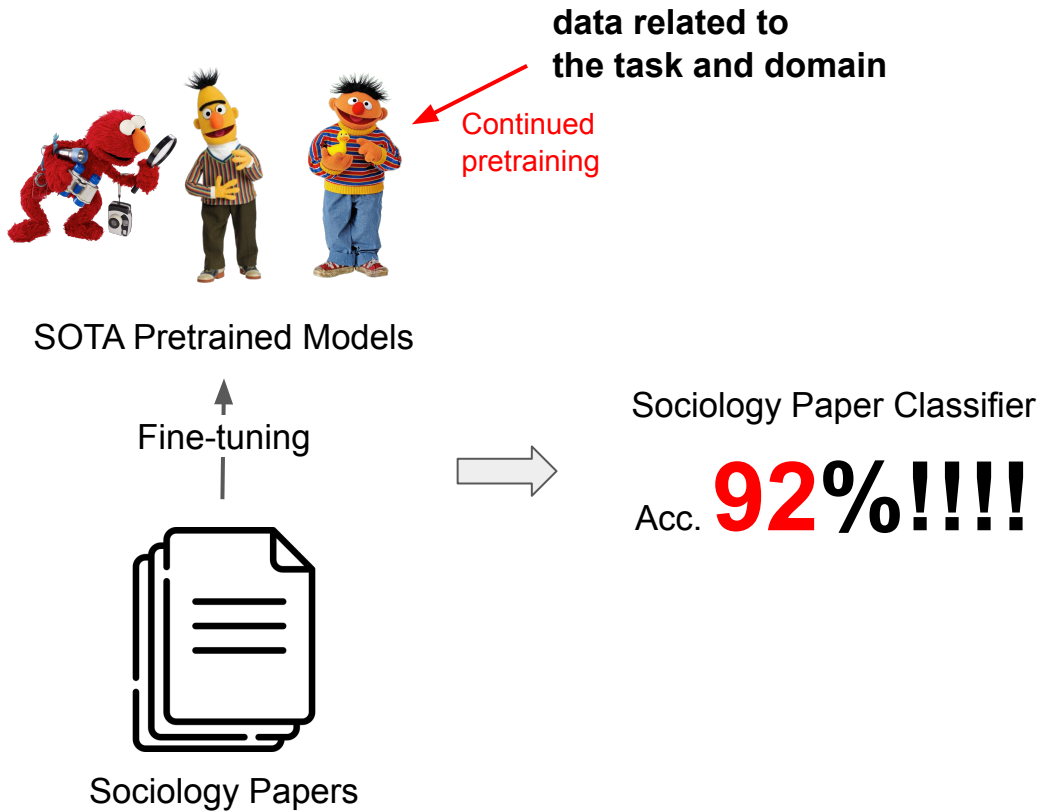 data related to
the task and domain
Continued
pretraining
SOTA Pretrained Models
Fine-tuning
Sociology Paper Classifier
Acc. 92%!!!!
Sociology Papers